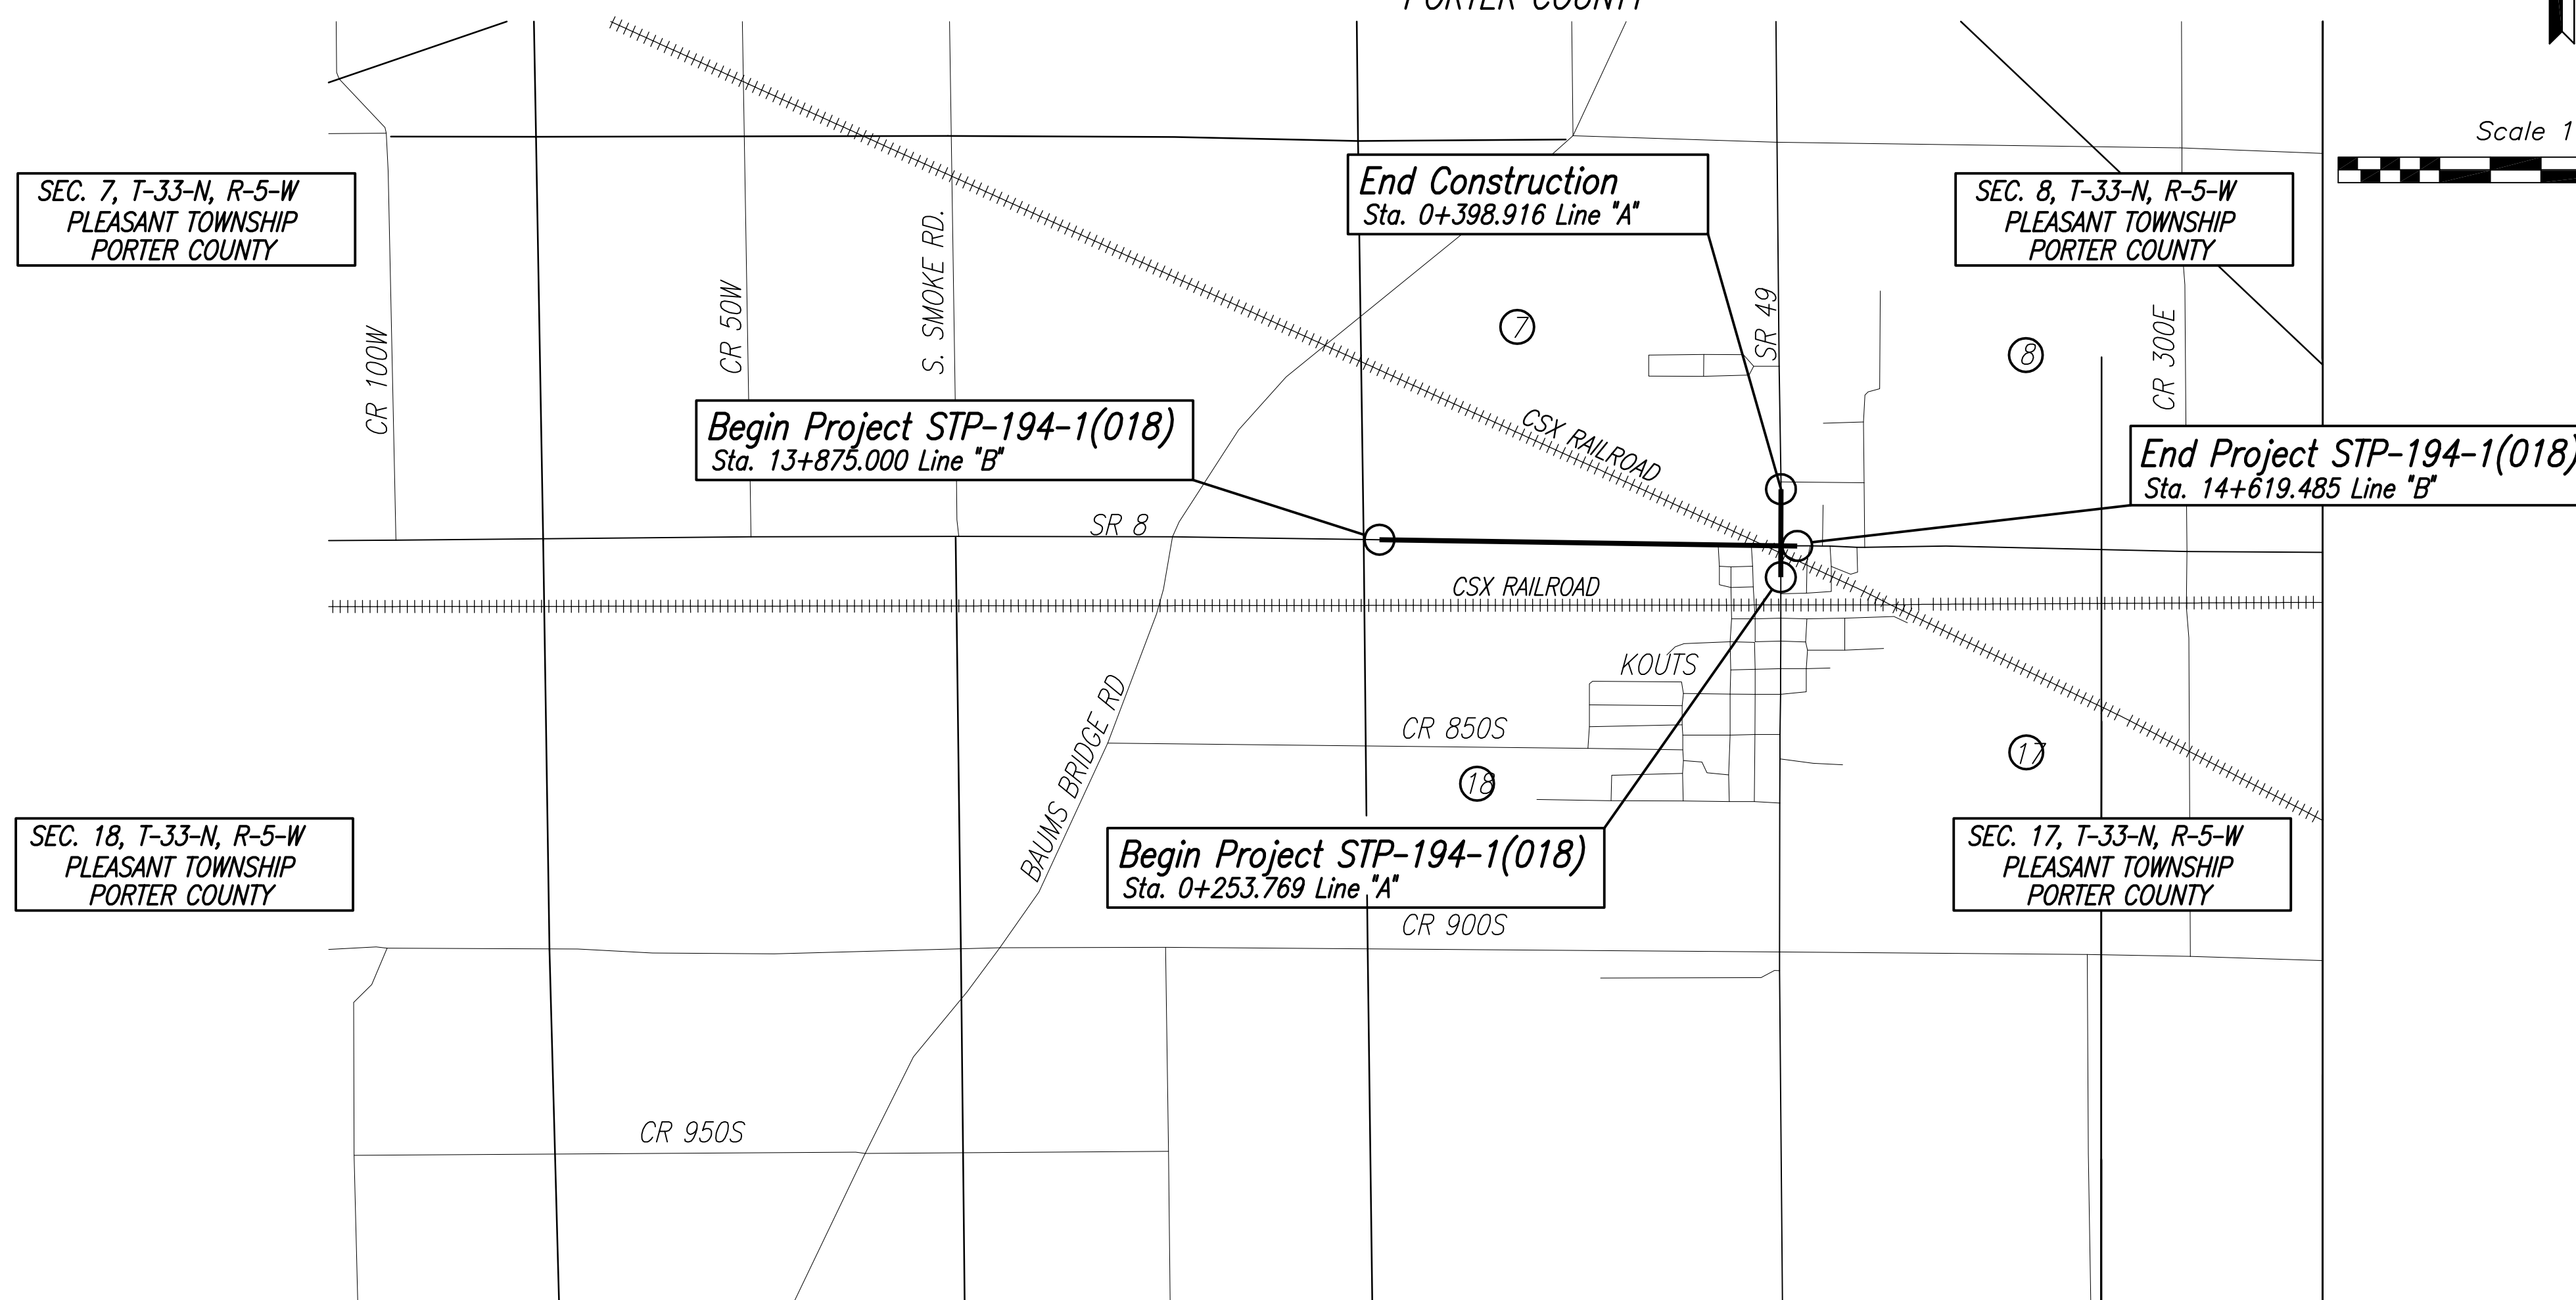 PORTER COUNTY
Scale 1
SEC. 7, T-33-N, R-5-W
PLEASANT TOWNSHIP
PORTER COUNTY
End Construction
Sta. 0+398.916 Line "A"
SEC. 8, T-33-N, R-5-W
PLEASANT TOWNSHIP
PORTER COUNTY
CR 100W
CR 50W
S. SMOKE RD.
7
SR 49
8
CR 300E
Begin Project STP-194-1(018)
Sta. 13+875.000 Line "B"
CSX RAILROAD
End Project STP-194-1(018)
Sta. 14+619.485 Line "B"
SR 8
CSX RAILROAD
KOUTS
BAUMS BRIDGE RD
CR 850S
18
17
SEC. 18, T-33-N, R-5-W
PLEASANT TOWNSHIP
PORTER COUNTY
Begin Project STP-194-1(018)
Sta. 0+253.769 Line "A"
SEC. 17, T-33-N, R-5-W
PLEASANT TOWNSHIP
PORTER COUNTY
CR 900S
CR 950S